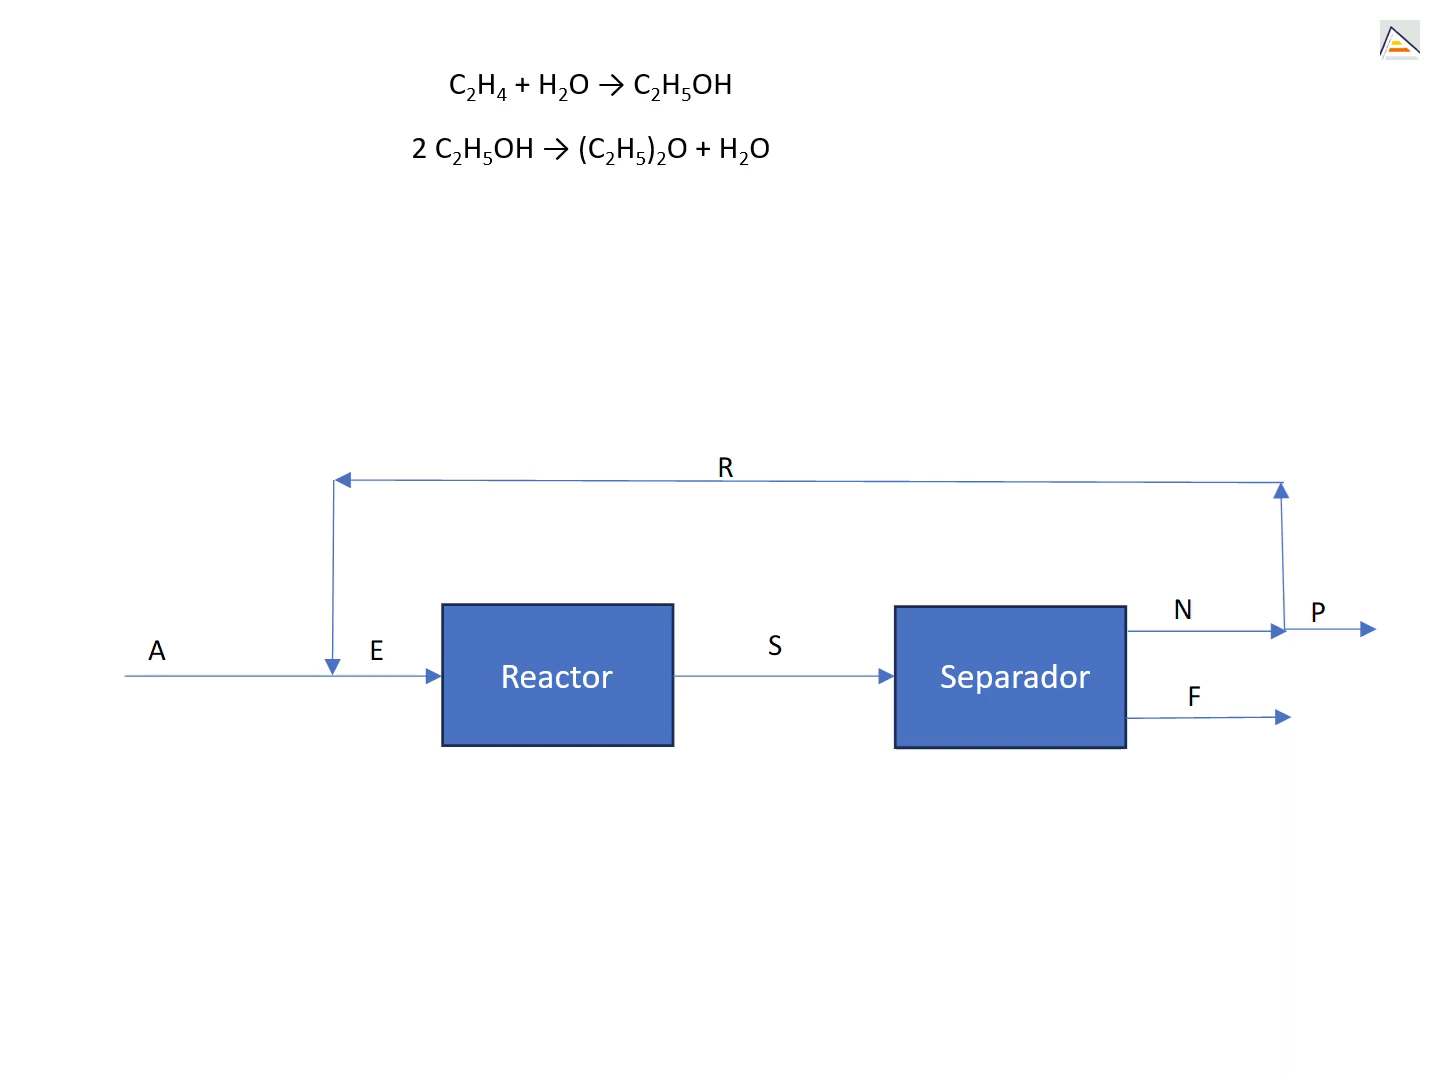 C₂H₄ + H₂O → C₂H₅OH
2 C₂H₅OH → (C₂H₅)₂O + H₂O
R
N
P
A
E
S
Reactor
Separador
F